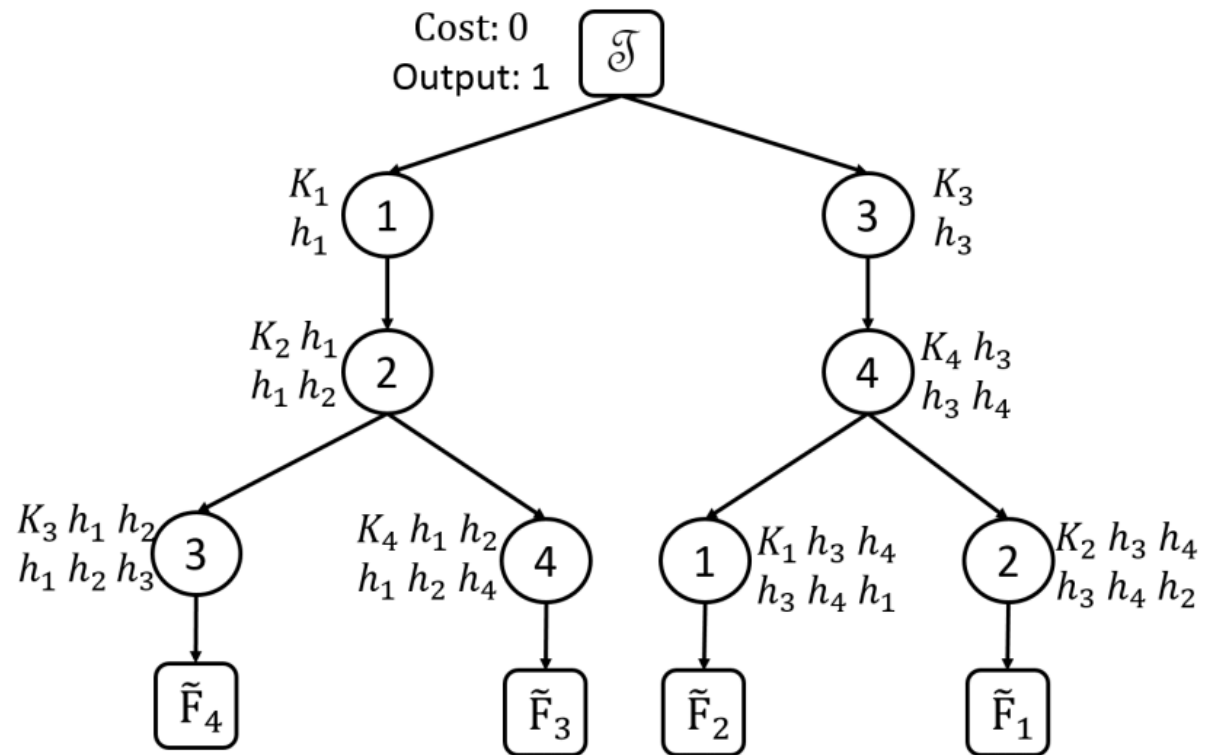 Cost: 0
Output: 1
𝒯
K₁
h₁
1
3
K₃
h₃
K₂ h₁
h₁ h₂
2
4
K₄ h₃
h₃ h₄
K₃ h₁ h₂
h₁ h₂ h₃
3
K₄ h₁ h₂
h₁ h₂ h₄
4
1
K₁ h₃ h₄
h₃ h₄ h₁
2
K₂ h₃ h₄
h₃ h₄ h₂
F̃₄
F̃₃
F̃₂
F̃₁